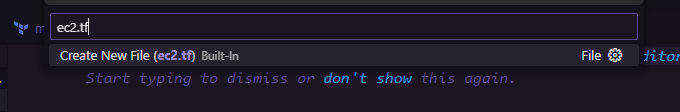 ec2.tf
m
Create New File (ec2.tf) Built-In File
ditor
Start typing to dismiss or don't show this again.